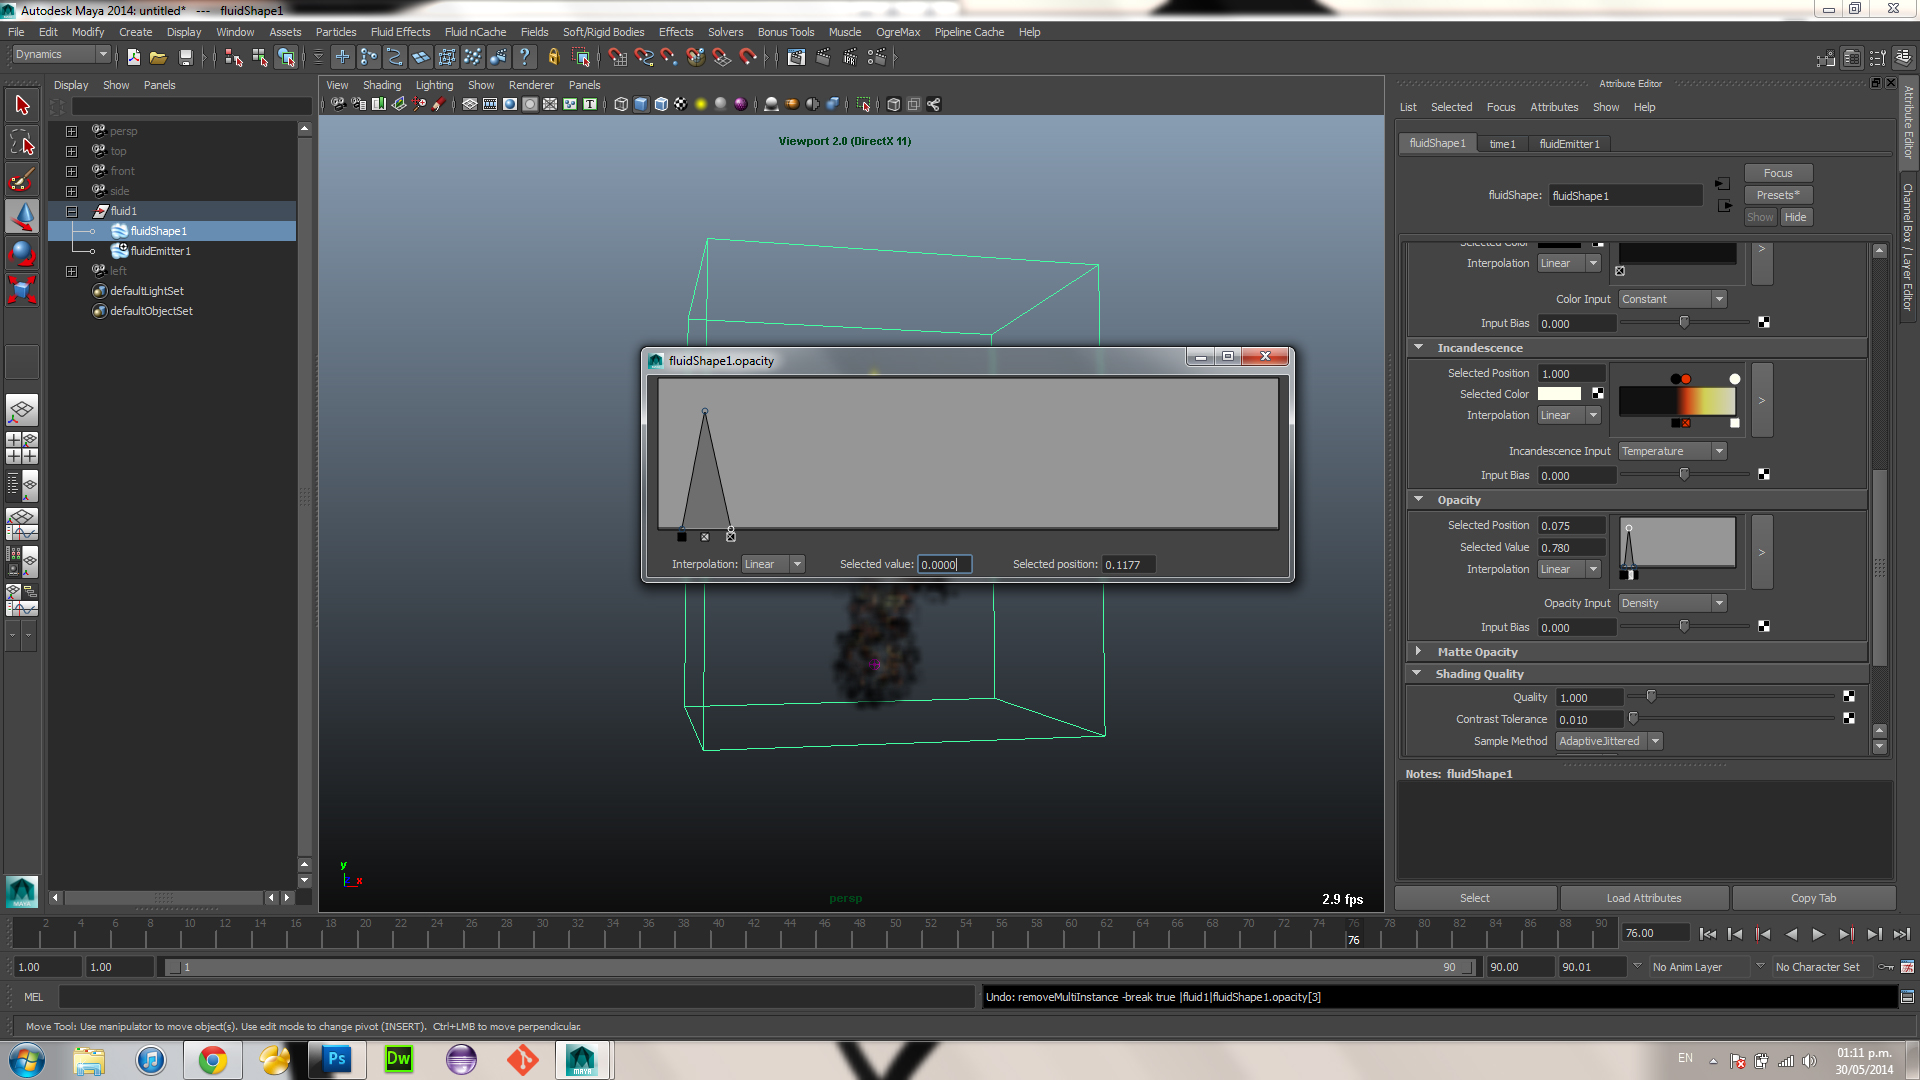 Autodesk Maya 2014: untitled*   ---   fluidShape1
File Edit Modify Create Display Window Assets Particles Fluid Effects Fluid nCache Fields Soft/Rigid Bodies Effects Solvers Bonus Tools Muscle OgreMax Pipeline Cache Help
Dynamics
Display Show Panels
persp
top
front
side
fluid1
fluidShape1
fluidEmitter1
left
defaultLightSet
defaultObjectSet
View Shading Lighting Show Renderer Panels
Viewport 2.0 (DirectX 11)
fluidShape1.opacity
Interpolation: Linear Selected value: 0.0000 Selected position: 0.1177
y
x
persp
2.9 fps
Attribute Editor
List Selected Focus Attributes Show Help
fluidShape1 time1 fluidEmitter1
Focus
fluidShape: fluidShape1
Presets*
Show Hide
Selected Color
Interpolation Linear
Color Input Constant
Input Bias 0.000
Incandescence
Selected Position 1.000
Selected Color
Interpolation Linear
Incandescence Input Temperature
Input Bias 0.000
Opacity
Selected Position 0.075
Selected Value 0.780
Interpolation Linear
Opacity Input Density
Input Bias 0.000
Matte Opacity
Shading Quality
Quality 1.000
Contrast Tolerance 0.010
Sample Method AdaptiveJittered
Notes: fluidShape1
Select Load Attributes Copy Tab
Attribute Editor
Channel Box / Layer Editor
2 4 6 8 10 12 14 16 18 20 22 24 26 28 30 32 34 36 38 40 42 44 46 48 50 52 54 56 58 60 62 64 66 68 70 72 74 76 78 80 82 84 86 88 90
76
76.00
1.00 1.00 1 90 90.00 90.01 No Anim Layer No Character Set
MEL
Undo: removeMultiInstance -break true |fluid1|fluidShape1.opacity[3]
Move Tool: Use manipulator to move object(s). Use edit mode to change pivot (INSERT).  Ctrl+LMB to move perpendicular.
Ps
Dw
MAYA
EN
01:11 p.m.
30/05/2014